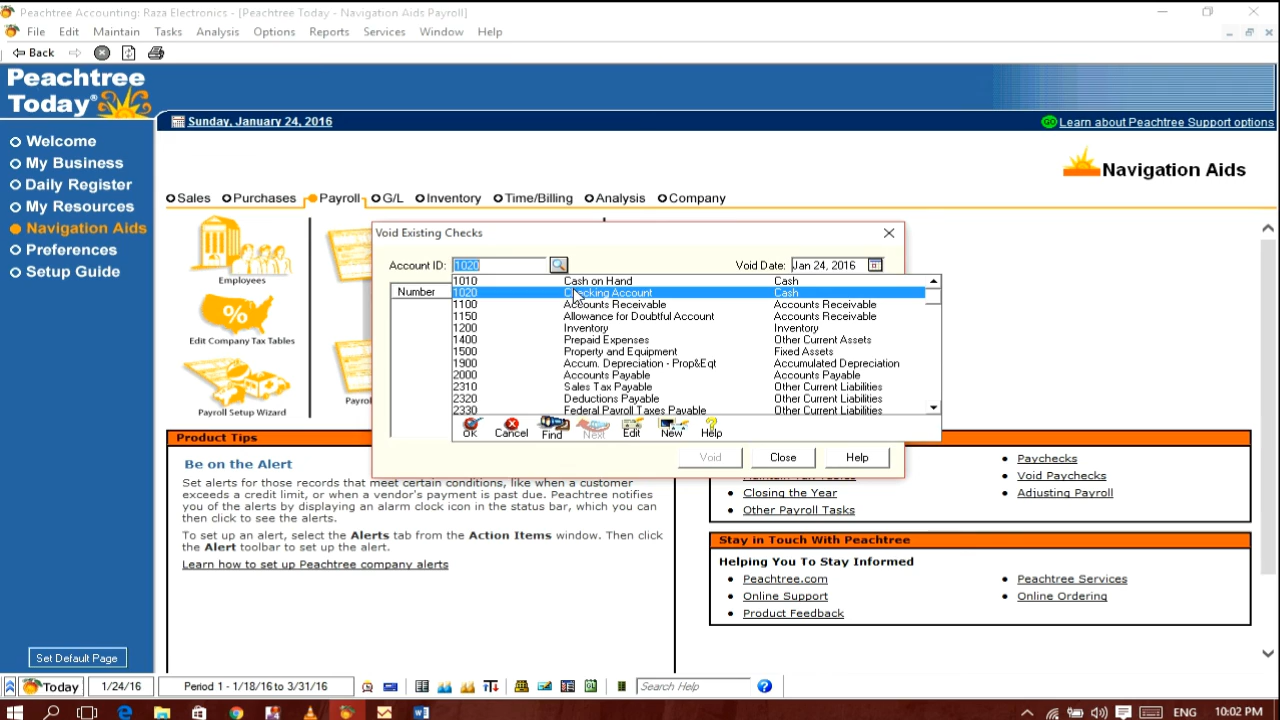 Peachtree Accounting: Raza Electronics - [Peachtree Today - Navigation Aids Payroll]
File Edit Maintain Tasks Analysis Options Reports Services Window Help
Back
Peachtree
Today®
Sunday, January 24, 2016
GO Learn about Peachtree Support options
Welcome
My Business
Daily Register
My Resources
Navigation Aids
Preferences
Setup Guide
Navigation Aids
Sales Purchases Payroll G/L Inventory Time/Billing Analysis Company
Employees
Edit Company Tax Tables
Payroll Setup Wizard
Void Existing Checks
Account ID: 1020
Void Date: Jan 24, 2016
Number
1010 Cash on Hand Cash
1020 Checking Account Cash
1100 Accounts Receivable Accounts Receivable
1150 Allowance for Doubtful Account Accounts Receivable
1200 Inventory Inventory
1400 Prepaid Expenses Other Current Assets
1500 Property and Equipment Fixed Assets
1900 Accum. Depreciation - Prop&Eqt Accumulated Depreciation
2000 Accounts Payable Accounts Payable
2310 Sales Tax Payable Other Current Liabilities
2320 Deductions Payable Other Current Liabilities
2330 Federal Payroll Taxes Payable Other Current Liabilities
OK Cancel Find Next Edit New Help
Void Close Help
Product Tips
Be on the Alert
Set alerts for those records that meet certain conditions, like when a customer
exceeds a credit limit, or when a vendor's payment is past due. Peachtree notifies
you of the alerts by displaying an alarm clock icon in the status bar, which you can
then click to see the alerts.
To set up an alert, select the Alerts tab from the Action Items window. Then click
the Alert toolbar to set up the alert.
Learn how to set up Peachtree company alerts
Closing the Year
Other Payroll Tasks
Paychecks
Void Paychecks
Adjusting Payroll
Stay in Touch With Peachtree
Helping You To Stay Informed
Peachtree.com
Online Support
Product Feedback
Peachtree Services
Online Ordering
Set Default Page
Today 1/24/16 Period 1 - 1/18/16 to 3/31/16 Search Help
ENG 10:02 PM